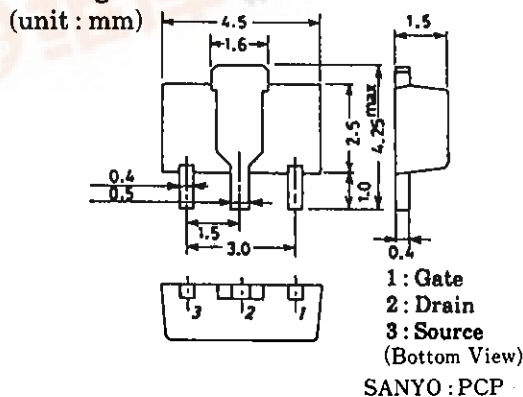 (unit : mm)
4.5
1.6
1.5
2.5
4.25max
1.0
0.4
0.5
1.5
3.0
0.4
3 2 1
1 : Gate
2 : Drain
3 : Source
(Bottom View)
SANYO : PCP